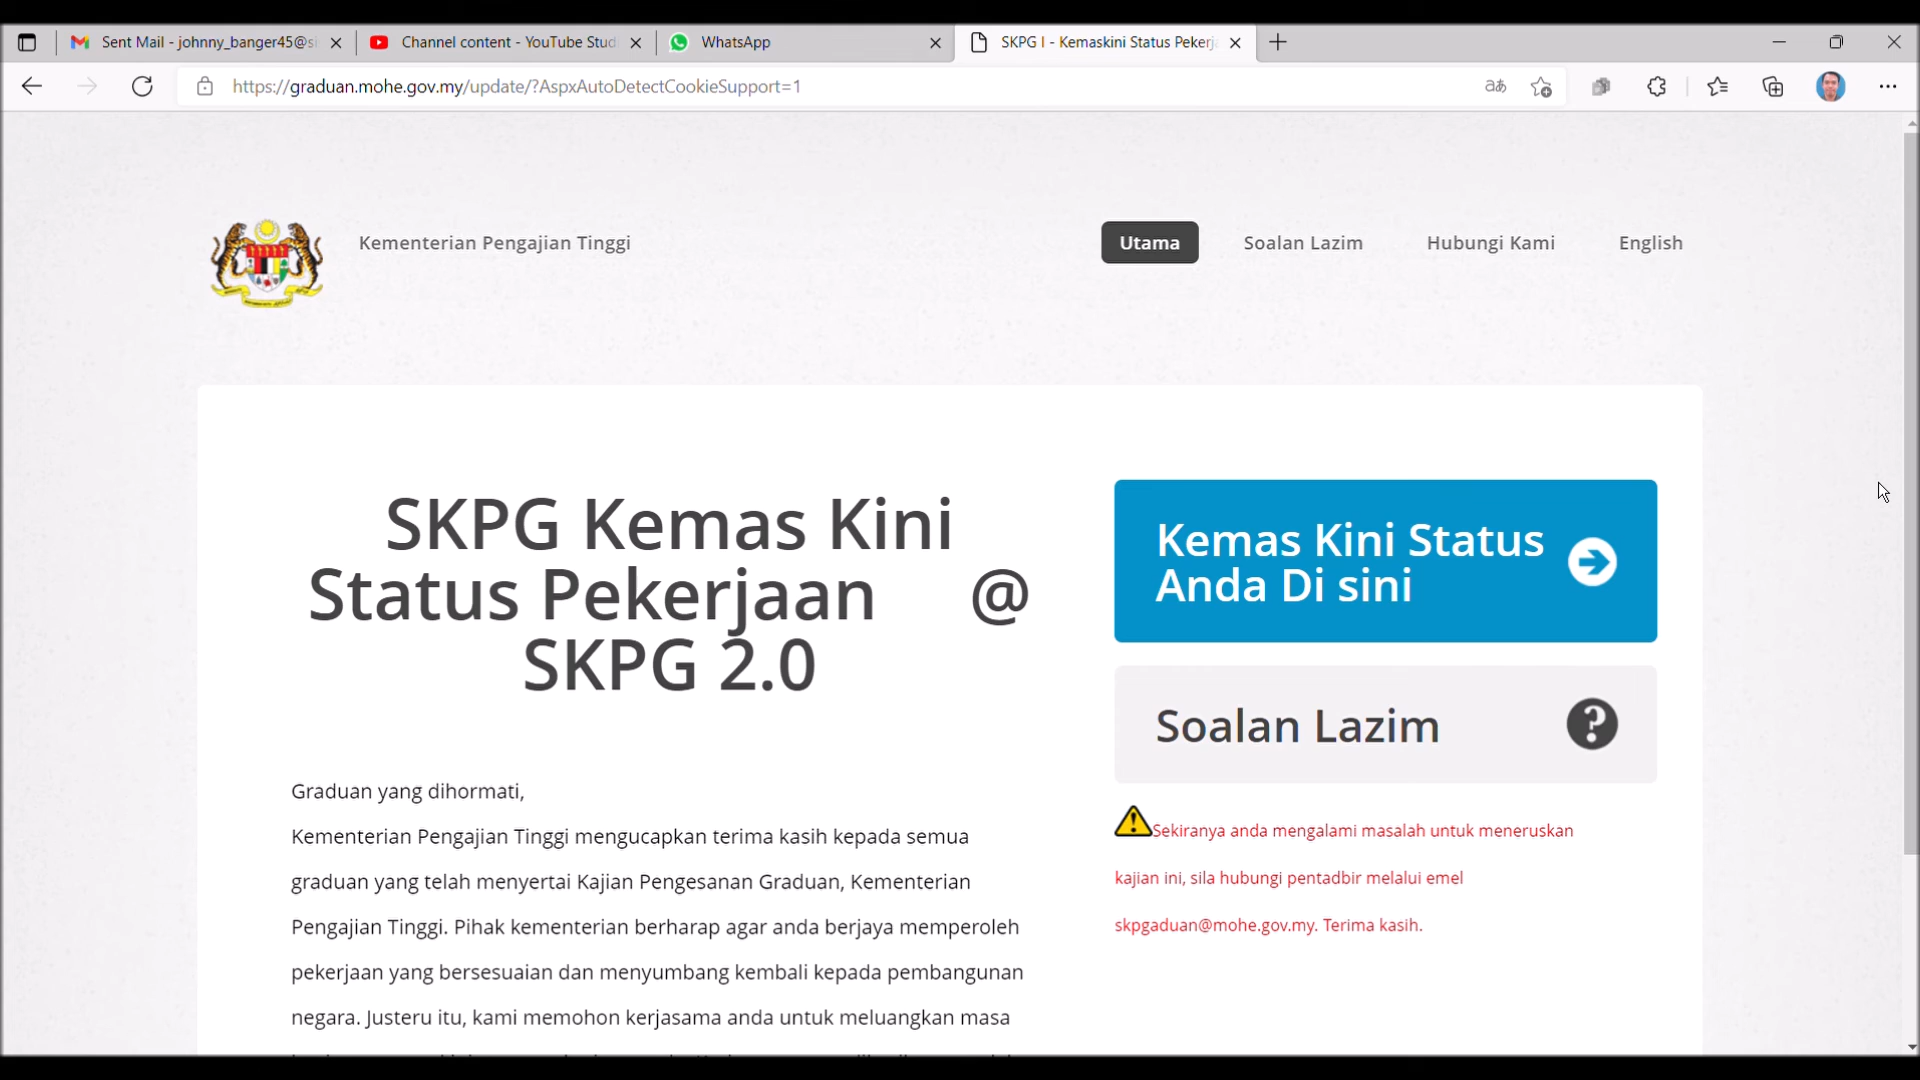 Sent Mail - johnny_banger45@si
Channel content - YouTube Stud
WhatsApp
SKPG I - Kemaskini Status Pekerja
https://graduan.mohe.gov.my/update/?AspxAutoDetectCookieSupport=1
Kementerian Pengajian Tinggi
Utama
Soalan Lazim
Hubungi Kami
English
SKPG Kemas Kini
Status Pekerjaan @
SKPG 2.0
Graduan yang dihormati,
Kementerian Pengajian Tinggi mengucapkan terima kasih kepada semua
graduan yang telah menyertai Kajian Pengesanan Graduan, Kementerian
Pengajian Tinggi. Pihak kementerian berharap agar anda berjaya memperoleh
pekerjaan yang bersesuaian dan menyumbang kembali kepada pembangunan
negara. Justeru itu, kami memohon kerjasama anda untuk meluangkan masa
Kemas Kini Status
Anda Di sini
Soalan Lazim
Sekiranya anda mengalami masalah untuk meneruskan
kajian ini, sila hubungi pentadbir melalui emel
skpgaduan@mohe.gov.my. Terima kasih.